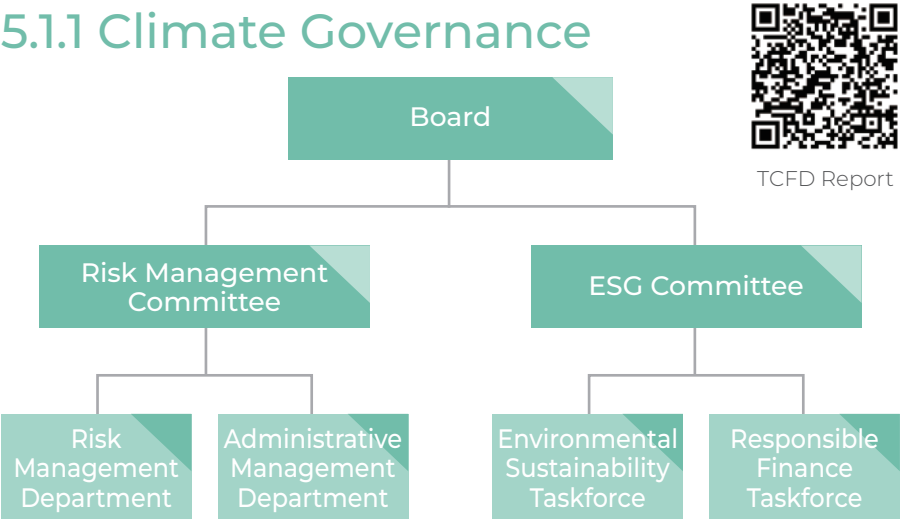 5.1.1 Climate Governance
TCFD Report
Board
Risk Management
Committee
ESG Committee
Risk
Management
Department
Administrative
Management
Department
Environmental
Sustainability
Taskforce
Responsible
Finance
Taskforce